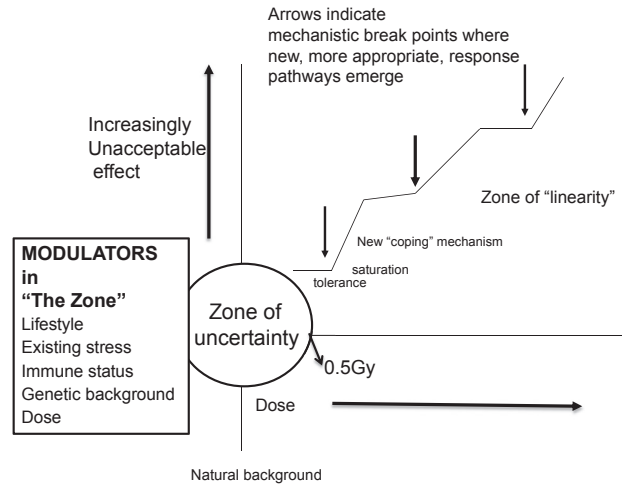 Arrows indicate
mechanistic break points where
new, more appropriate, response
pathways emerge
Increasingly
Unacceptable
effect
Zone of “linearity”
New “coping” mechanism
saturation
tolerance
MODULATORS
in
“The Zone”
Lifestyle
Existing stress
Immune status
Genetic background
Dose
Zone of
uncertainty
0.5Gy
Dose
Natural background